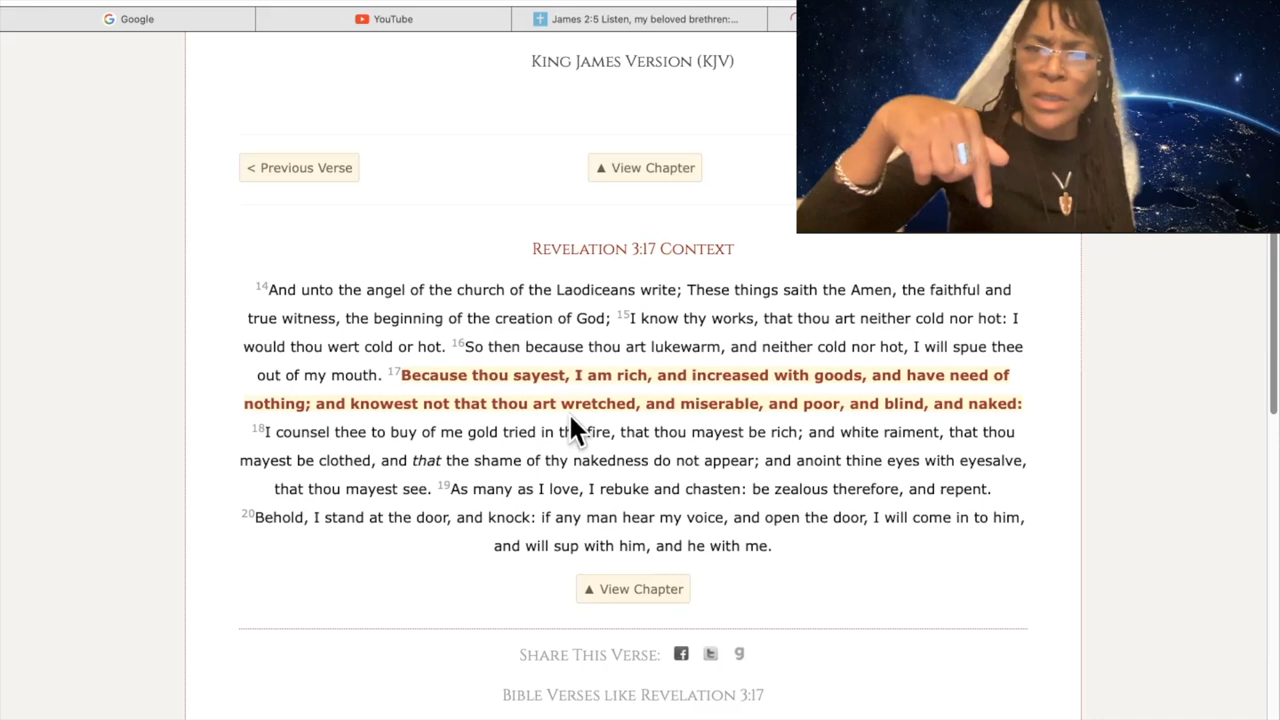 Google
YouTube
James 2:5 Listen, my beloved brethren:...
King James Version (KJV)
< Previous Verse
▲ View Chapter
Revelation 3:17 Context
14And unto the angel of the church of the Laodiceans write; These things saith the Amen, the faithful and
true witness, the beginning of the creation of God; 15I know thy works, that thou art neither cold nor hot: I
would thou wert cold or hot. 16So then because thou art lukewarm, and neither cold nor hot, I will spue thee
out of my mouth. 17Because thou sayest, I am rich, and increased with goods, and have need of
nothing; and knowest not that thou art wretched, and miserable, and poor, and blind, and naked:
18I counsel thee to buy of me gold tried in the fire, that thou mayest be rich; and white raiment, that thou
mayest be clothed, and that the shame of thy nakedness do not appear; and anoint thine eyes with eyesalve,
that thou mayest see. 19As many as I love, I rebuke and chasten: be zealous therefore, and repent.
20Behold, I stand at the door, and knock: if any man hear my voice, and open the door, I will come in to him,
and will sup with him, and he with me.
▲ View Chapter
Share This Verse:
Bible Verses like Revelation 3:17